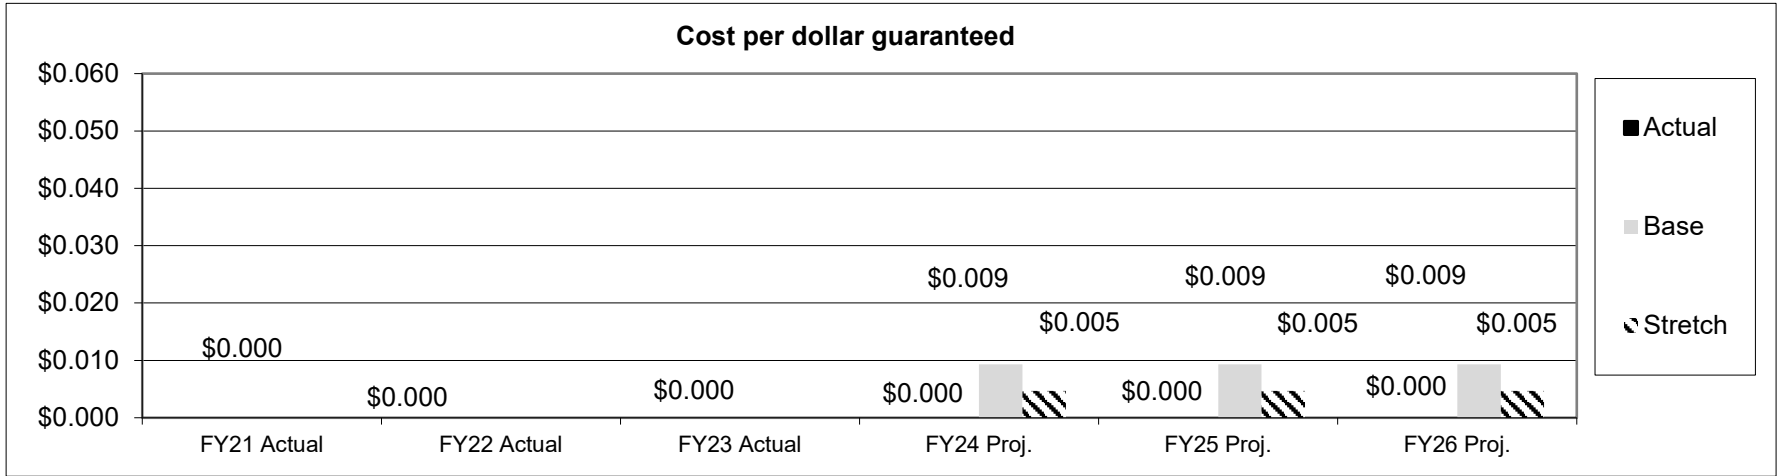 Cost per dollar guaranteed
$0.060
$0.050
$0.040
$0.030
$0.020
$0.010
$0.000
$0.000
$0.000
$0.000
$0.000
$0.009
$0.005
$0.000
$0.009
$0.005
$0.000
$0.009
$0.005
FY21 Actual
FY22 Actual
FY23 Actual
FY24 Proj.
FY25 Proj.
FY26 Proj.
Actual
Base
Stretch